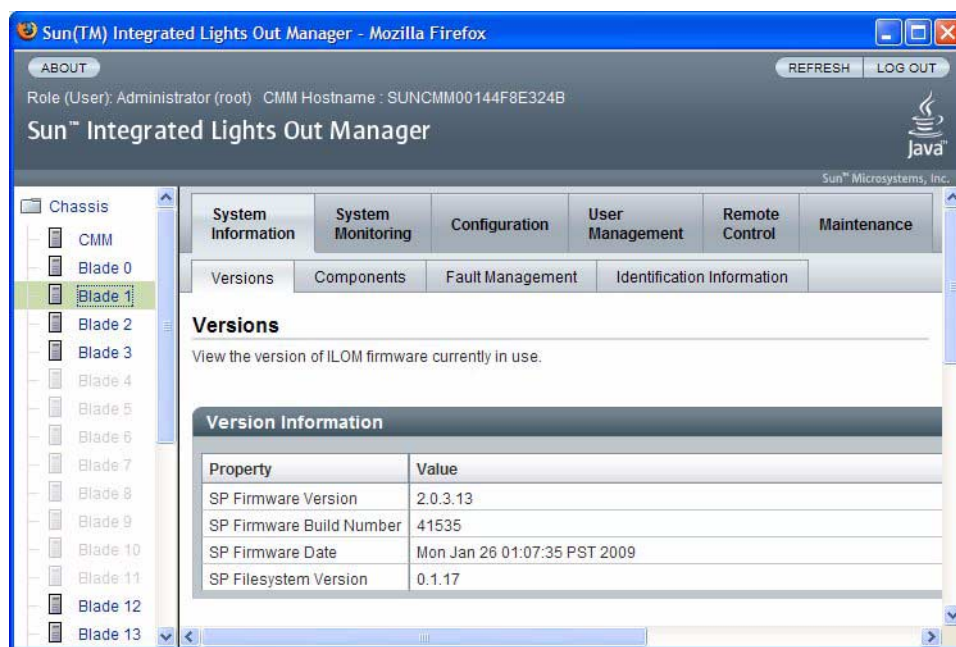 Sun(TM) Integrated Lights Out Manager - Mozilla Firefox
ABOUT
REFRESH
LOG OUT
Role (User): Administrator (root) CMM Hostname : SUNCMM00144F8E324B
Sun™ Integrated Lights Out Manager
Java™
Sun™ Microsystems, Inc.
Chassis
CMM
Blade 0
Blade 1
Blade 2
Blade 3
Blade 4
Blade 5
Blade 6
Blade 7
Blade 8
Blade 9
Blade 10
Blade 11
Blade 12
Blade 13
System Information
System Monitoring
Configuration
User Management
Remote Control
Maintenance
Versions
Components
Fault Management
Identification Information
Versions
View the version of ILOM firmware currently in use.
Version Information
Property Value
SP Firmware Version 2.0.3.13
SP Firmware Build Number 41535
SP Firmware Date Mon Jan 26 01:07:35 PST 2009
SP Filesystem Version 0.1.17